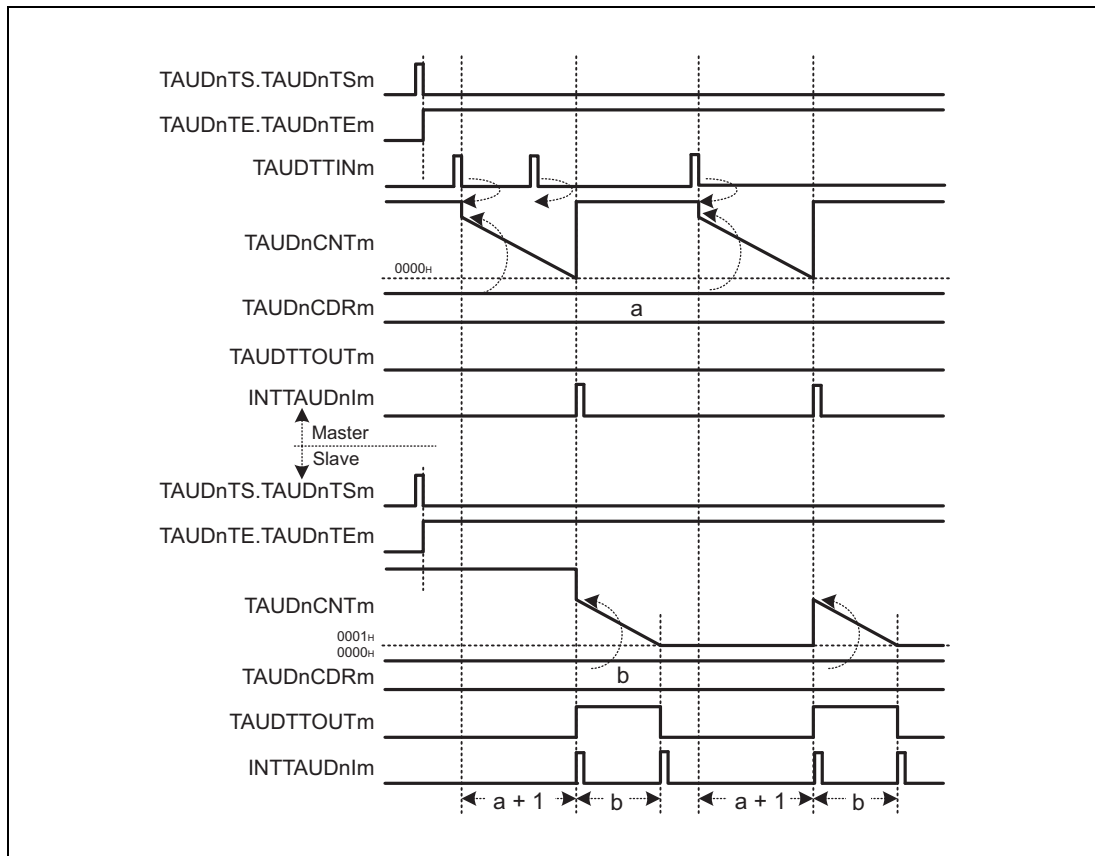 TAUDnTS.TAUDnTSm
TAUDnTE.TAUDnTEm
TAUDTTINm
TAUDnCNTm
0000H
TAUDnCDRm
a
TAUDTTOUTm
INTTAUDnIm
Master
Slave
TAUDnTS.TAUDnTSm
TAUDnTE.TAUDnTEm
TAUDnCNTm
0001H
0000H
TAUDnCDRm
b
TAUDTTOUTm
INTTAUDnIm
a + 1 b a + 1 b